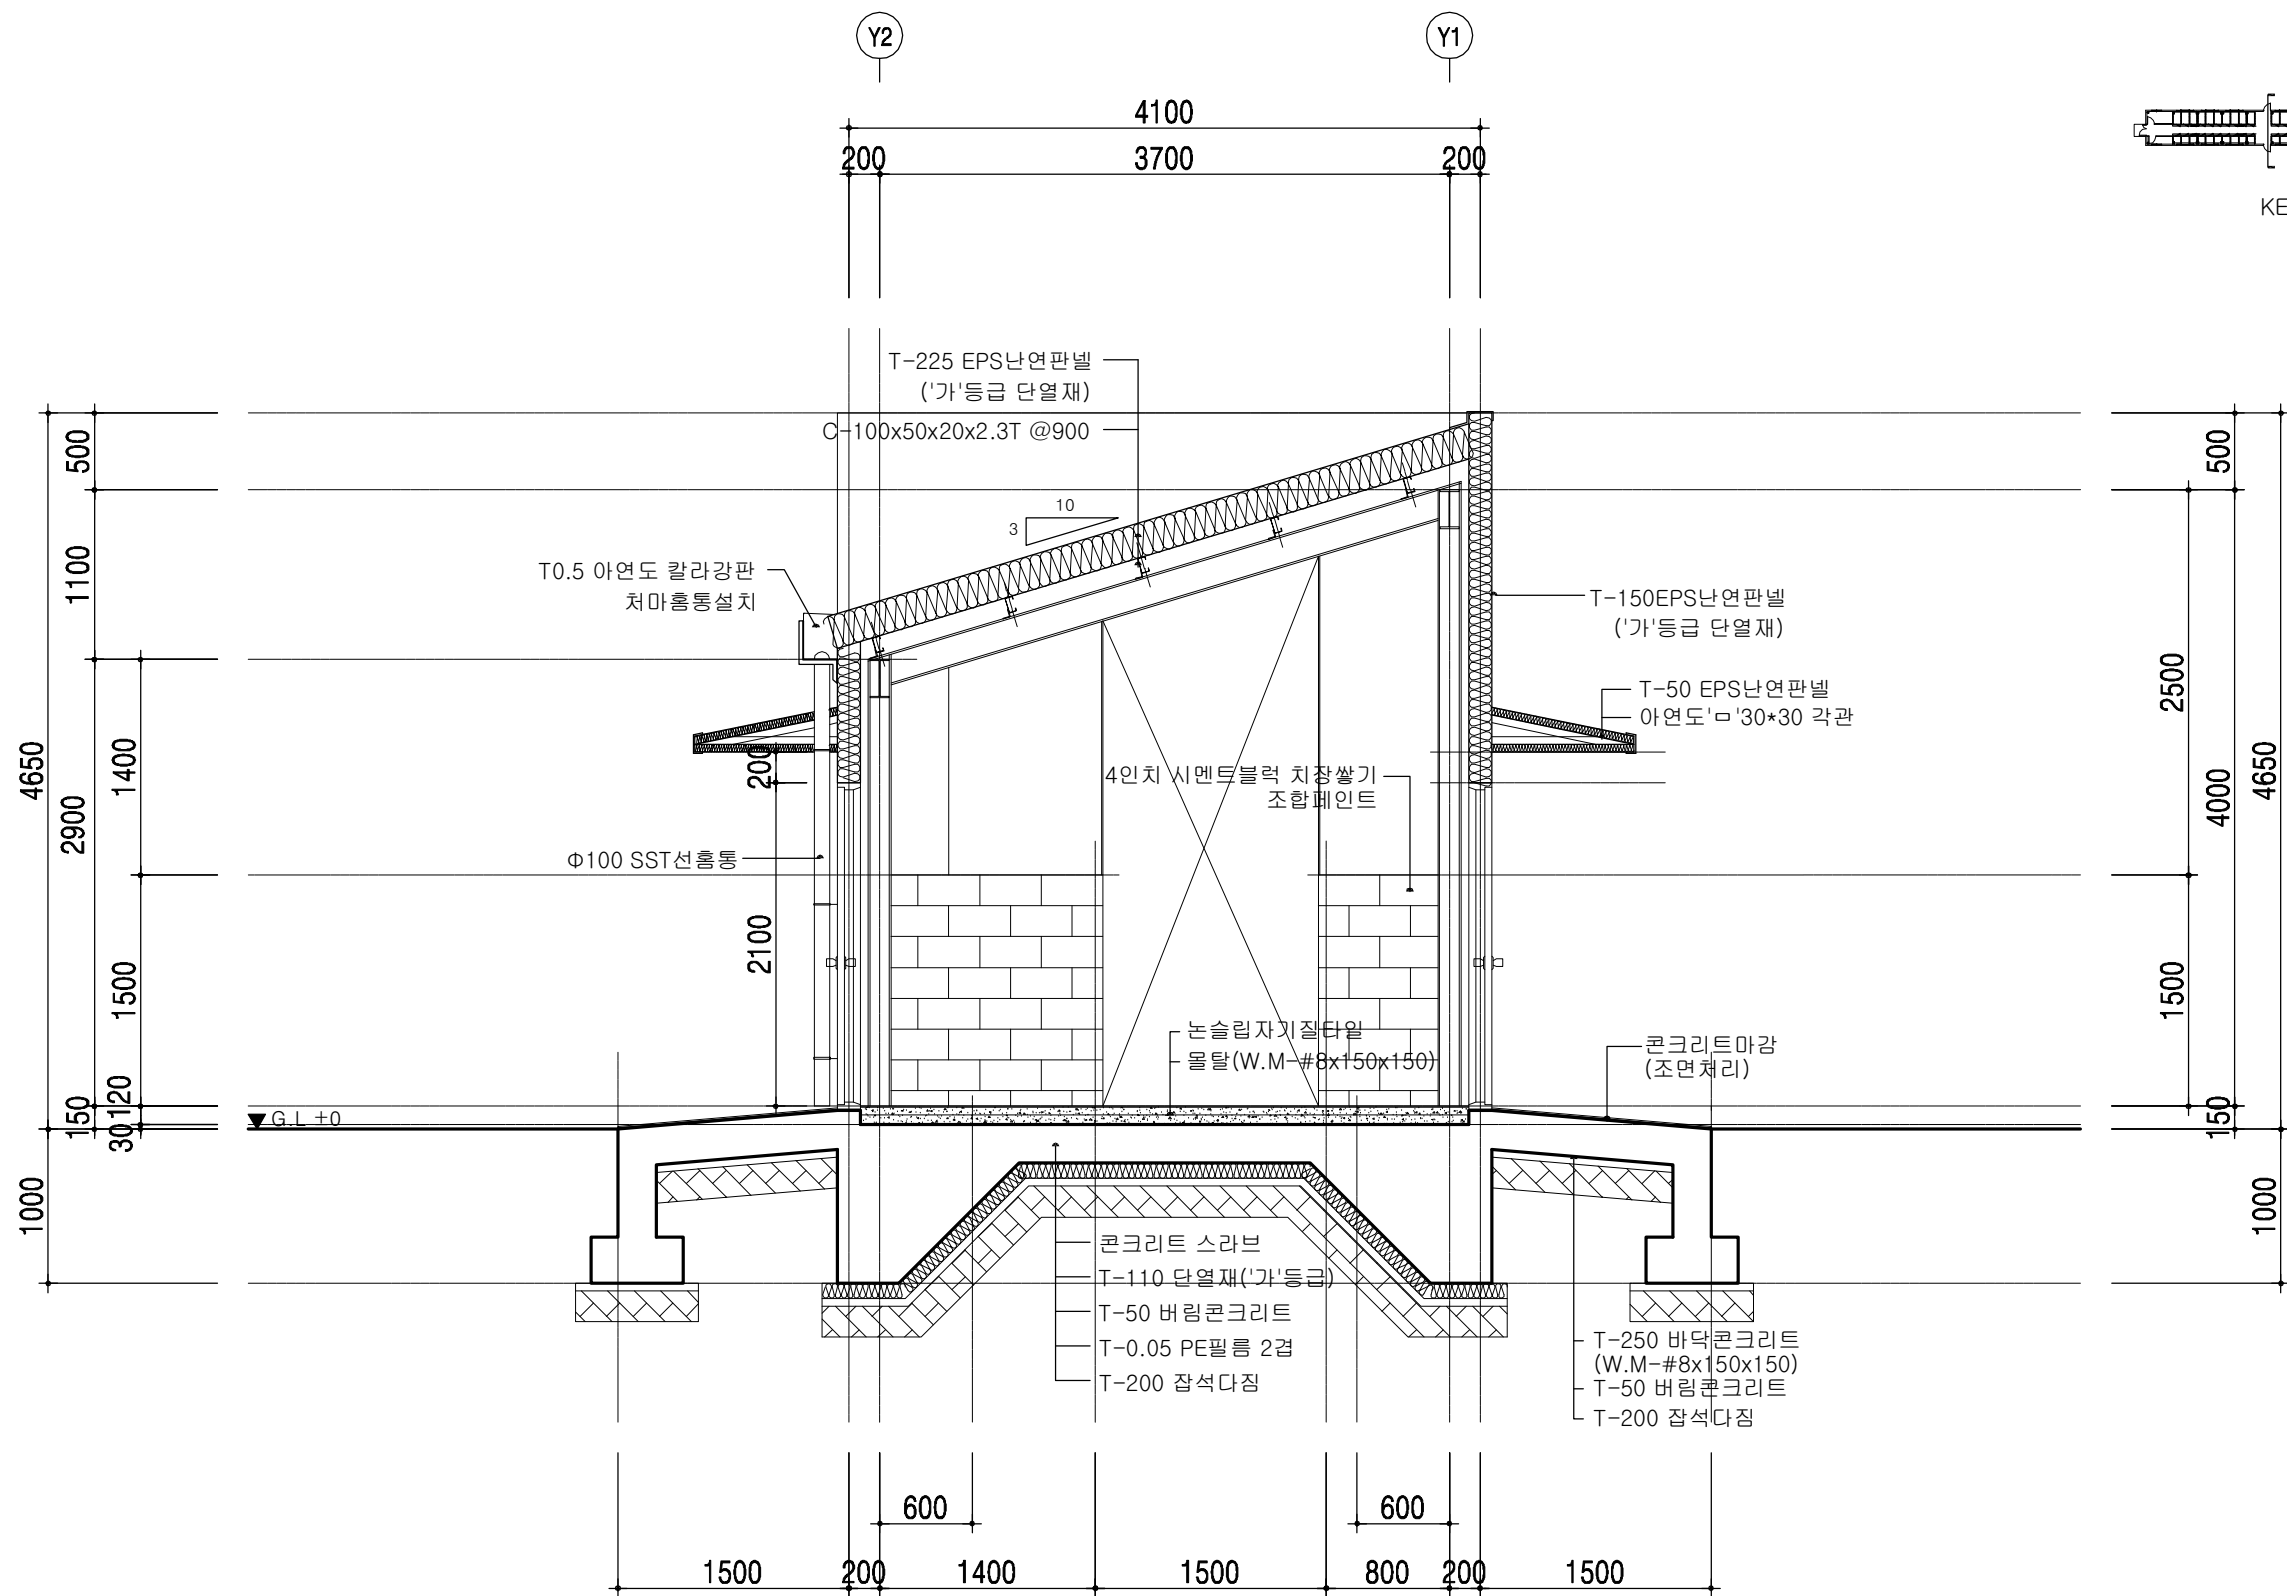 Y2
Y1
4100
200
3700
200
KE
T-225 EPS난연판넬
('가'등급 단열재)
C-100x50x20x2.3T @900
10
3
T0.5 아연도 칼라강판
처마홈통설치
T-150EPS난연판넬
('가'등급 단열재)
T-50 EPS난연판넬
아연도'ㅁ'30*30 각관
4인치 시멘트블럭 치장쌓기
조합페인트
Φ100 SST선홈통
논슬립자기질타일
몰탈(W.M-#8x150x150)
콘크리트마감
(조면처리)
G.L +0
콘크리트 스라브
T-110 단열재('가'등급)
T-50 버림콘크리트
T-0.05 PE필름 2겹
T-200 잡석다짐
T-250 바닥콘크리트
(W.M-#8x150x150)
T-50 버림콘크리트
T-200 잡석다짐
4650
1000
500
1100
2900
150
1400
1500
120
30
200
2100
500
4000
150
2500
1500
4650
1000
600
600
1500
200
1400
1500
800
200
1500